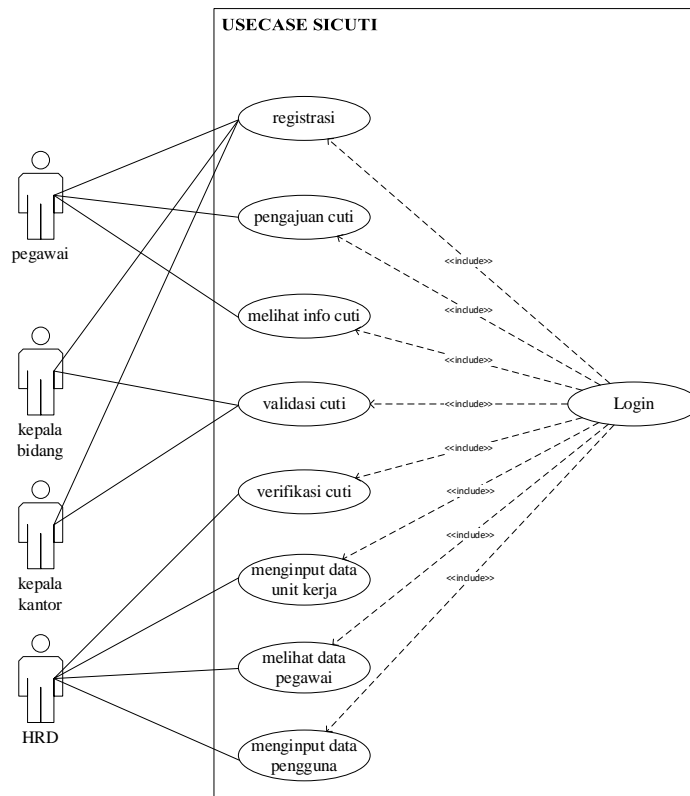 USECASE SICUTI
registrasi
pegawai
pengajuan cuti
<<include>>
<<include>>
melihat info cuti
<<include>>
kepala
bidang
validasi cuti
<<include>>
Login
<<include>>
verifikasi cuti
<<include>>
kepala
kantor
<<include>>
menginput data
unit kerja
<<include>>
melihat data
pegawai
HRD
menginput data
pengguna